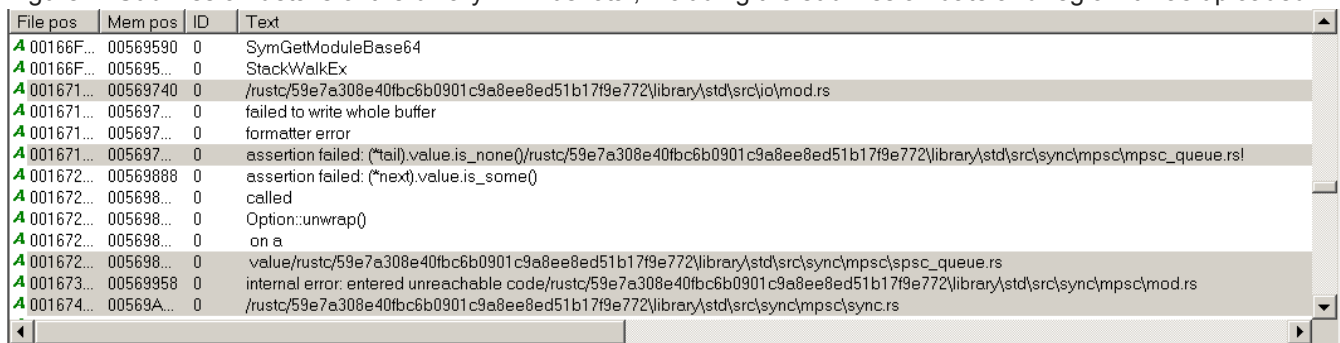 File pos Mem pos ID Text
A 00166F... 00569590 0 SymGetModuleBase64
A 00166F... 005695... 0 StackWalkEx
A 001671... 00569740 0 /rustc/59e7a308e40fbc6b0901c9a8ee8ed51b17f9e772\library\std\src\io\mod.rs
A 001671... 005697... 0 failed to write whole buffer
A 001671... 005697... 0 formatter error
A 001671... 005697... 0 assertion failed: (*tail).value.is_none()/rustc/59e7a308e40fbc6b0901c9a8ee8ed51b17f9e772\library\std\src\sync\mpsc\mpsc_queue.rs!
A 001672... 00569888 0 assertion failed: (*next).value.is_some()
A 001672... 005698... 0 called
A 001672... 005698... 0 Option::unwrap()
A 001672... 005698... 0 on a
A 001672... 005698... 0 value/rustc/59e7a308e40fbc6b0901c9a8ee8ed51b17f9e772\library\std\src\sync\mpsc\spsc_queue.rs
A 001673... 00569958 0 internal error: entered unreachable code/rustc/59e7a308e40fbc6b0901c9a8ee8ed51b17f9e772\library\std\src\sync\mpsc\mod.rs
A 001674... 00569A... 0 /rustc/59e7a308e40fbc6b0901c9a8ee8ed51b17f9e772\library\std\src\sync\mpsc\sync.rs